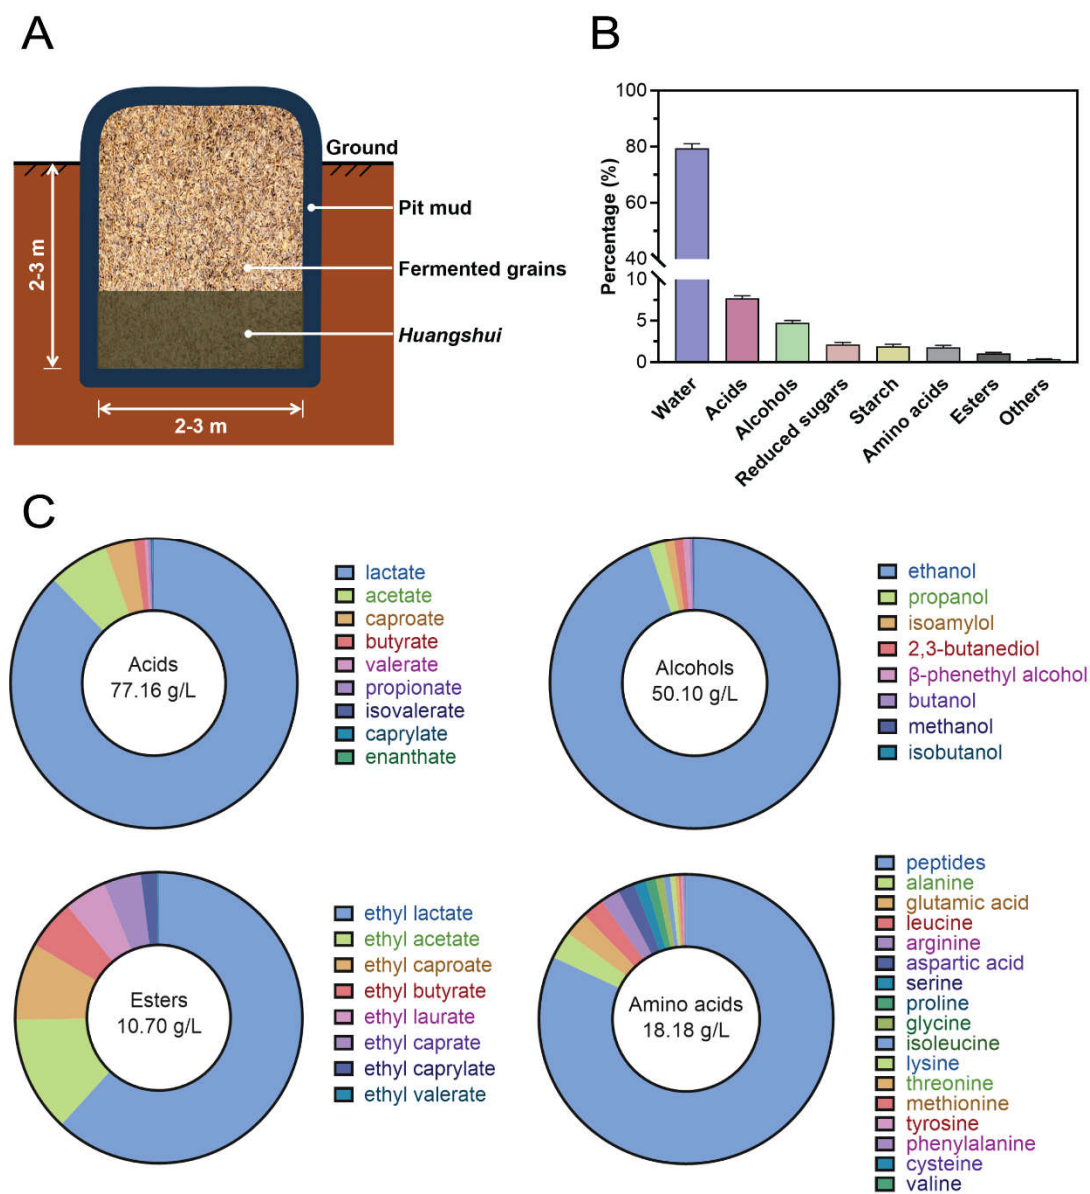 A
Ground
Pit mud
Fermented grains
Huangshui
2-3 m
2-3 m
B
Percentage (%)
100
80
60
40
10
5
0
Water
Acids
Alcohols
Reduced sugars
Starch
Amino acids
Esters
Others
C
Acids
77.16 g/L
lactate
acetate
caproate
butyrate
valerate
propionate
isovalerate
caprylate
enanthate
Alcohols
50.10 g/L
ethanol
propanol
isoamylol
2,3-butanediol
β-phenethyl alcohol
butanol
methanol
isobutanol
Esters
10.70 g/L
ethyl lactate
ethyl acetate
ethyl caproate
ethyl butyrate
ethyl laurate
ethyl caprate
ethyl caprylate
ethyl valerate
Amino acids
18.18 g/L
peptides
alanine
glutamic acid
leucine
arginine
aspartic acid
serine
proline
glycine
isoleucine
lysine
threonine
methionine
tyrosine
phenylalanine
cysteine
valine